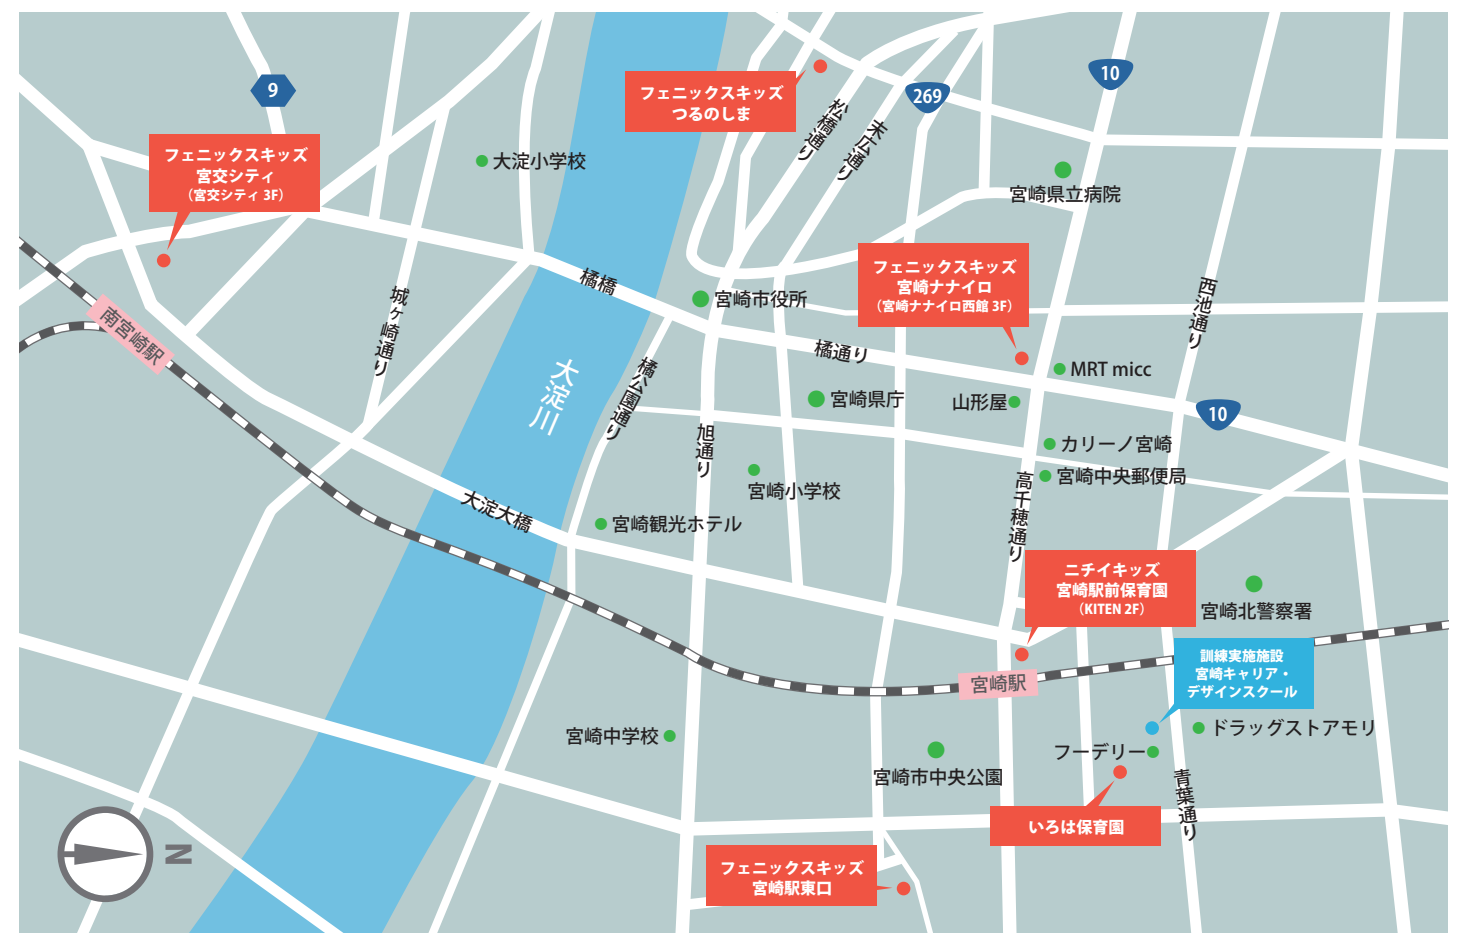 9
フェニックスキッズ
つるのしま
10
269
松橋通り
末広通り
フェニックスキッズ
宮交シティ
（宮交シティ 3F）
大淀小学校
宮崎県立病院
フェニックスキッズ
宮崎ナナイロ
（宮崎ナナイロ西館 3F）
橘橋
宮崎市役所
西池通り
城ヶ崎通り
南宮崎駅
橘通り
MRT micc
大淀川
橘公園通り
宮崎県庁
山形屋
10
旭通り
カリーノ宮崎
宮崎中央郵便局
宮崎小学校
高千穂通り
大淀大橋
宮崎観光ホテル
ニチイキッズ
宮崎駅前保育園
（KITEN 2F）
宮崎北警察署
訓練実施施設
宮崎キャリア・
デザインスクール
宮崎駅
宮崎中学校
ドラッグストアモリ
フーデリー
宮崎市中央公園
青葉通り
いろは保育園
N
フェニックスキッズ
宮崎駅東口